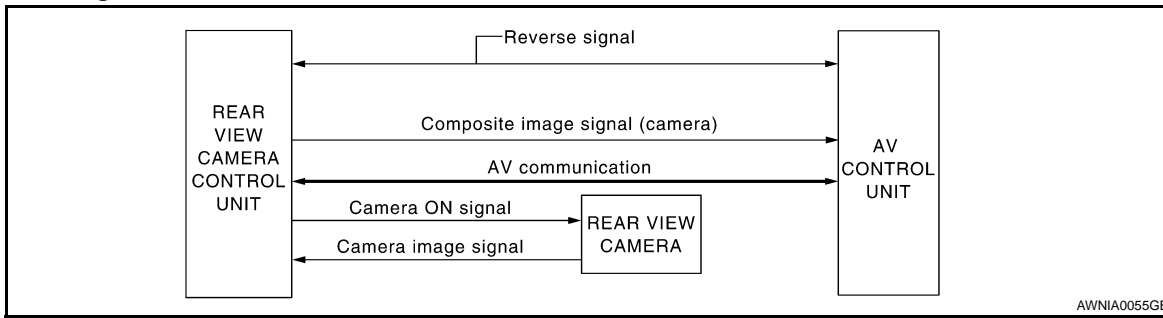 Reverse signal
REAR
VIEW
CAMERA
CONTROL
UNIT
Composite image signal (camera)
AV communication
AV
CONTROL
UNIT
Camera ON signal
Camera image signal
REAR VIEW
CAMERA